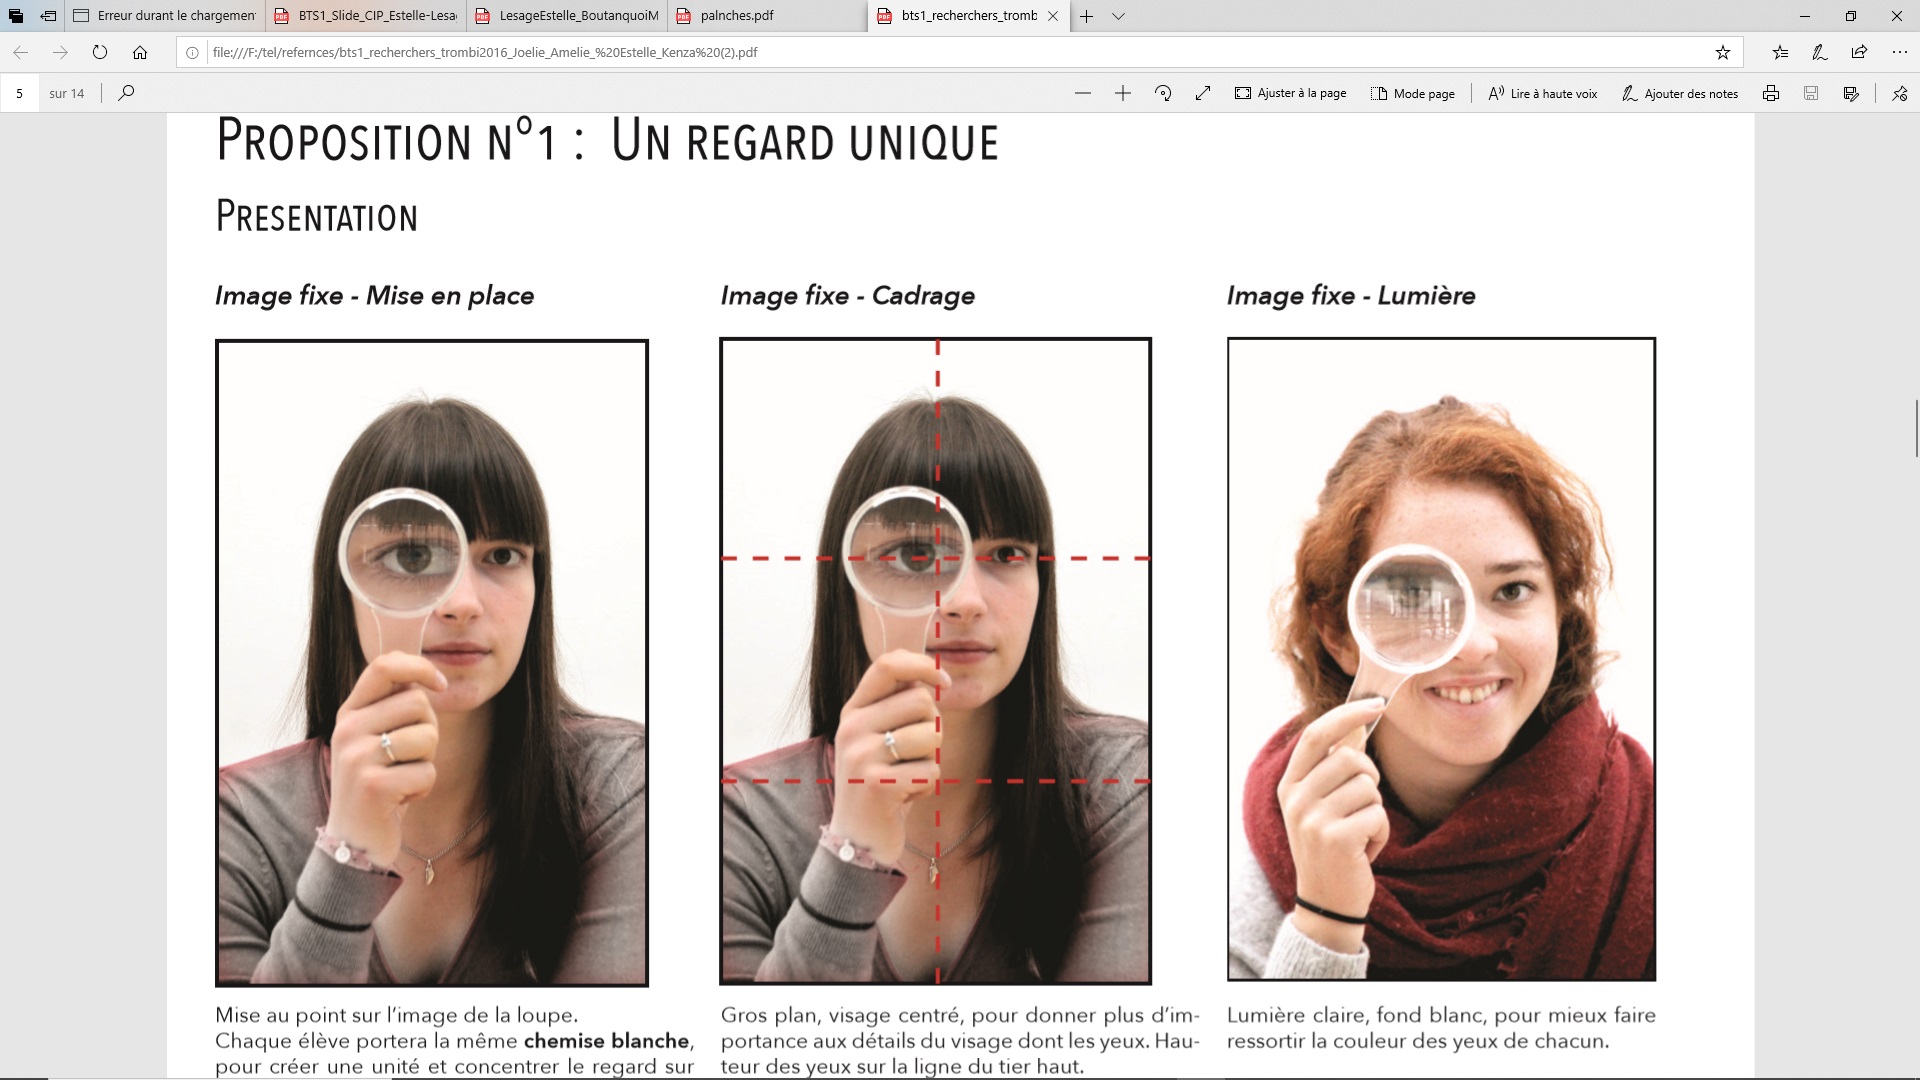 Erreur durant le chargemen
BTS1_Slide_CIP_Estelle-Lesa
LesageEstelle_BoutanquoiM
palnches.pdf
bts1_recherchers_tromb
file:///F:/tel/refernces/bts1_recherchers_trombi2016_Joelie_Amelie_%20Estelle_Kenza%20(2).pdf
5 sur 14
Ajuster à la page
Mode page
Lire à haute voix
Ajouter des notes
PROPOSITION N°1 : UN REGARD UNIQUE
PRESENTATION
Image fixe - Mise en place
Image fixe - Cadrage
Image fixe - Lumière
Mise au point sur l'image de la loupe.
Chaque élève portera la même chemise blanche,
pour créer une unité et concentrer le regard sur
Gros plan, visage centré, pour donner plus d'im-
portance aux détails du visage dont les yeux. Hau-
teur des yeux sur la ligne du tier haut.
Lumière claire, fond blanc, pour mieux faire
ressortir la couleur des yeux de chacun.